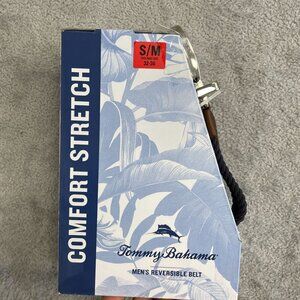 S/M
32-36
COMFORT STRETCH
Tommy Bahama
MEN'S REVERSIBLE BELT